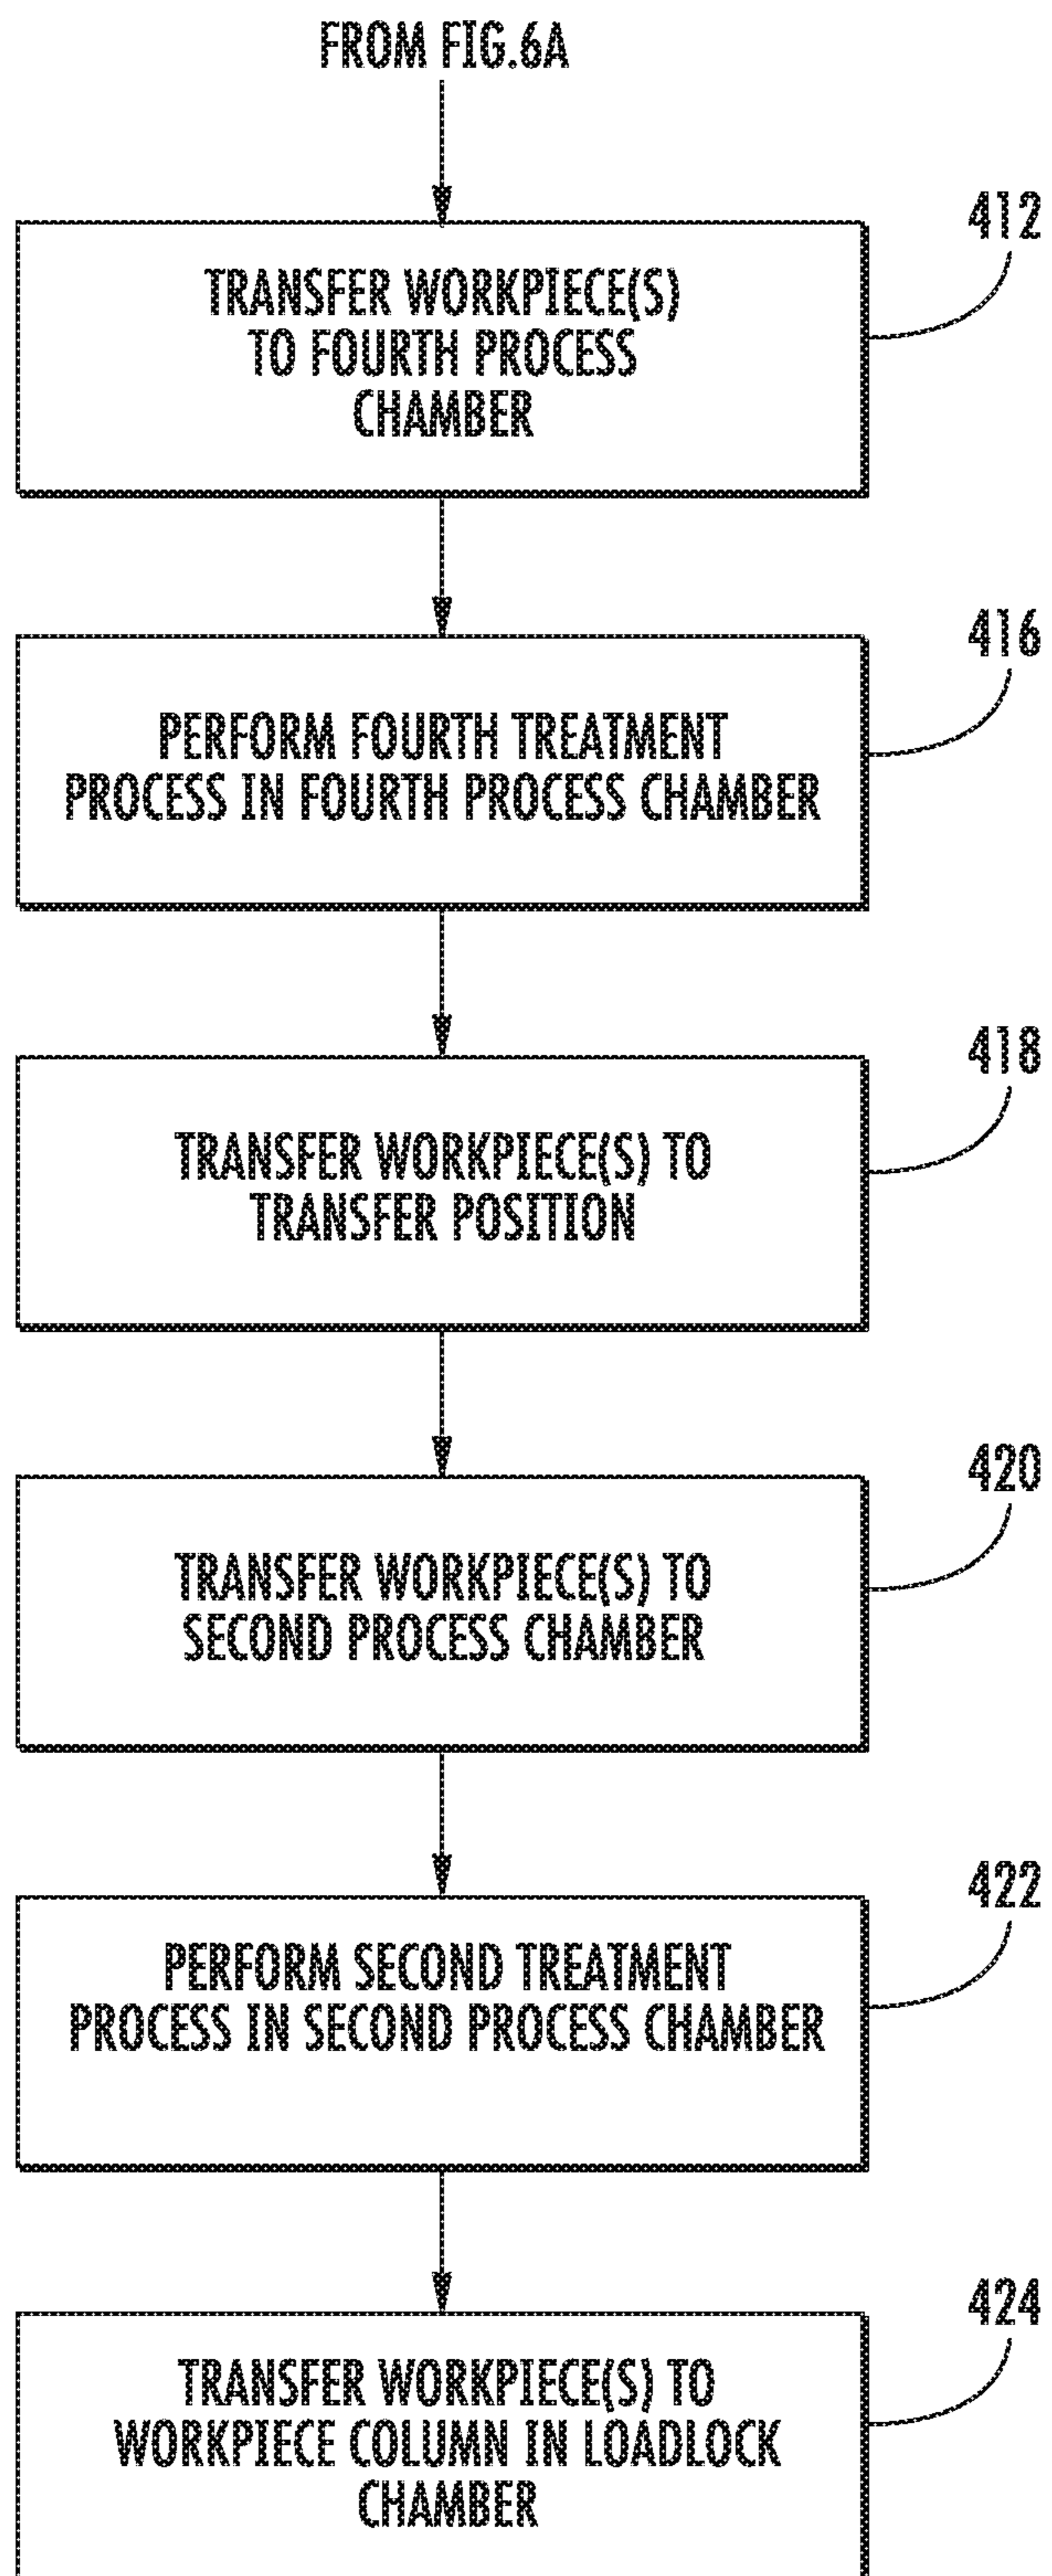 FROM FIG.6A
412
TRANSFER WORKPIECE(S)
TO FOURTH PROCESS
CHAMBER
416
PERFORM FOURTH TREATMENT
PROCESS IN FOURTH PROCESS CHAMBER
418
TRANSFER WORKPIECE(S) TO
TRANSFER POSITION
420
TRANSFER WORKPIECE(S) TO
SECOND PROCESS CHAMBER
422
PERFORM SECOND TREATMENT
PROCESS IN SECOND PROCESS CHAMBER
424
TRANSFER WORKPIECE(S) TO
WORKPIECE COLUMN IN LOADLOCK
CHAMBER